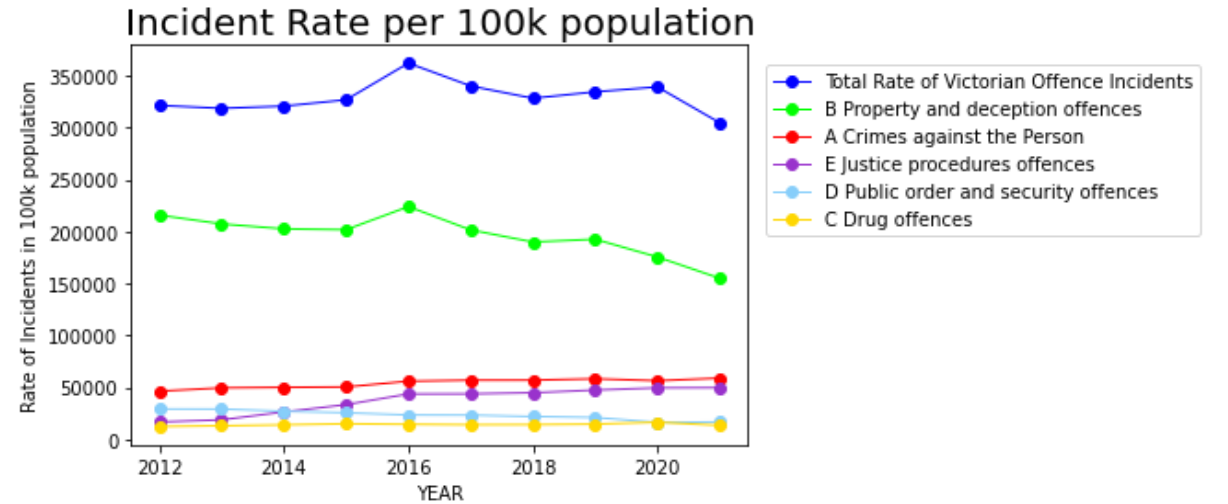 Incident Rate per 100k population
Rate of Incidents in 100k population
350000
300000
250000
200000
150000
100000
50000
0
2012 2014 2016 2018 2020
YEAR
Total Rate of Victorian Offence Incidents
B Property and deception offences
A Crimes against the Person
E Justice procedures offences
D Public order and security offences
C Drug offences